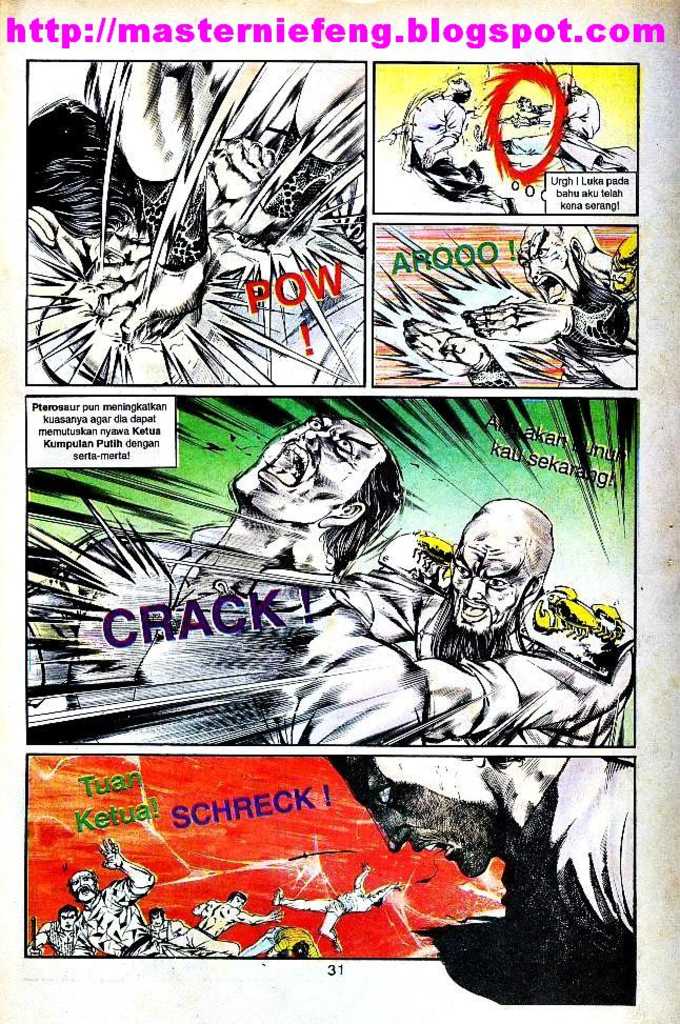 http://masterniefeng.blogspot.com
POW
!
Urgh ! Luka pada
bahu aku telah
kena serang!
AROOO !
Pterosaur pun meningkatkan
kuasanya agar dia dapat
memutuskan nyawa Ketua
Kumpulan Putih dengan
serta-merta!
akan bunuh
kau sekarang!
CRACK !
Tuan
Ketua!
SCHRECK !
31